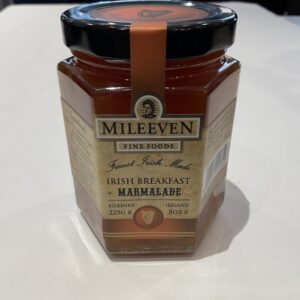 MILEEVEN
FINE FOODS
Finest Irish Made
IRISH BREAKFAST
MARMALADE
KILKENNY IRELAND
225G e 8OZ e